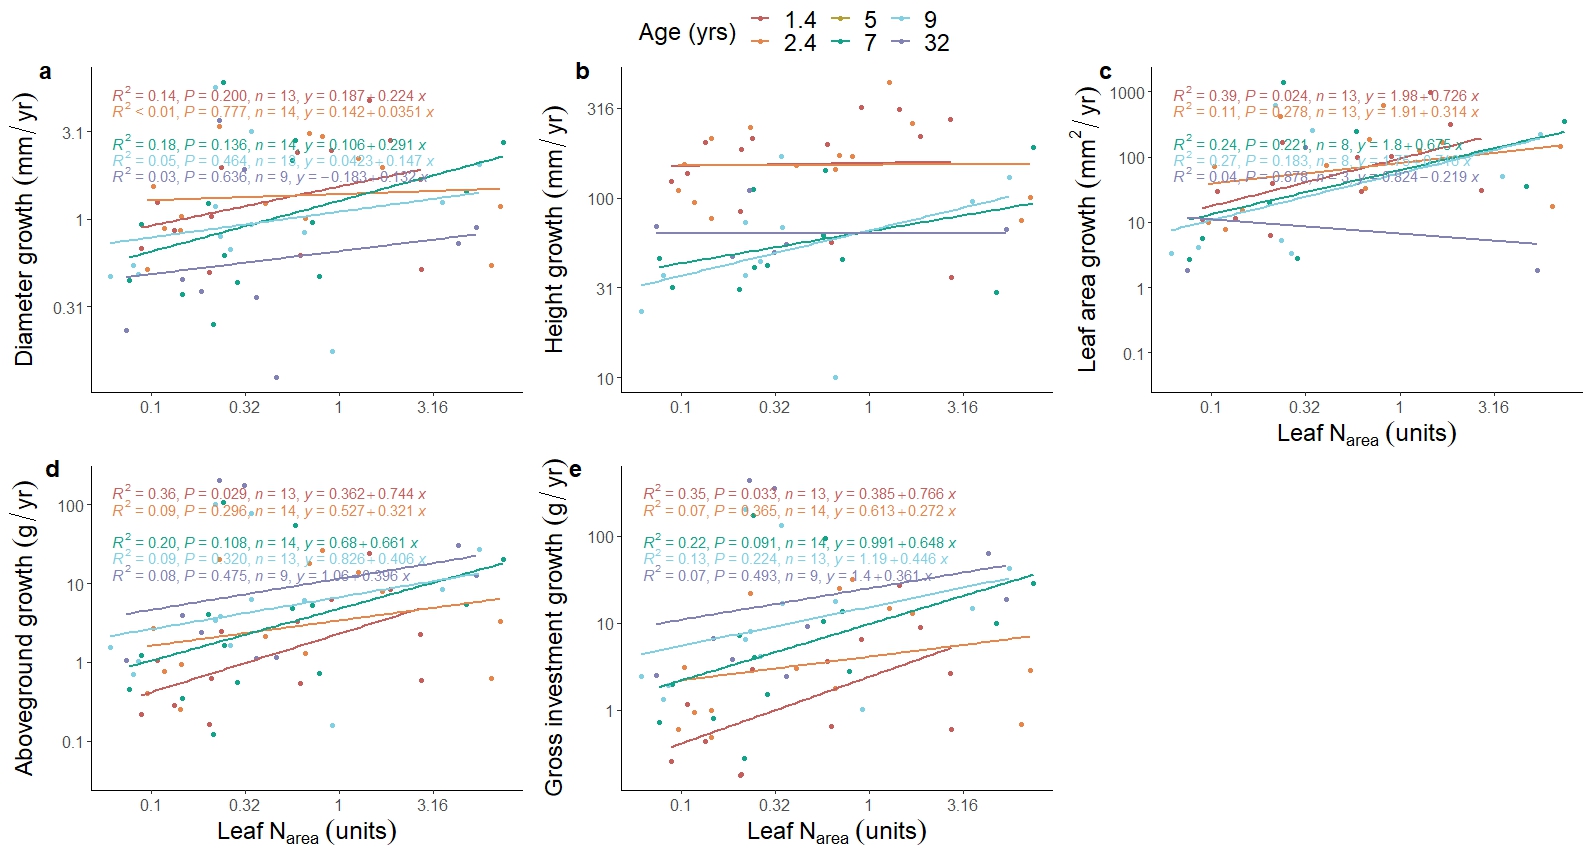 Age (yrs) 1.4 5 9
2.4 7 32
a
Diameter growth (mm/yr)
R² = 0.14, P = 0.200, n = 13, y = 0.187+0.224 x
R² < 0.01, P = 0.777, n = 14, y = 0.142+0.0351 x
R² = 0.18, P = 0.136, n = 14, y = 0.106+0.291 x
R² = 0.05, P = 0.464, n = 13, y = 0.0423+0.147 x
R² = 0.03, P = 0.636, n = 9, y = −0.183+0.132 x
3.1
1
0.31
0.1 0.32 1 3.16
b
Height growth (mm/yr)
316
100
31
10
0.1 0.32 1 3.16
c
Leaf area growth (mm²/yr)
R² = 0.39, P = 0.024, n = 13, y = 1.98+0.726 x
R² = 0.11, P = 0.278, n = 13, y = 1.91+0.314 x
R² = 0.24, P = 0.221, n = 8, y = 1.8+0.675 x
R² = 0.27, P = 0.183, n = 8, y =
R² = 0.04, P = 0.878, n = 3, y = 0.824−0.219 x
1000
100
10
1
0.1
0.1 0.32 1 3.16
Leaf Narea (units)
d
Aboveground growth (g/yr)
R² = 0.36, P = 0.029, n = 13, y = 0.362+0.744 x
R² = 0.09, P = 0.296, n = 14, y = 0.527+0.321 x
R² = 0.20, P = 0.108, n = 14, y = 0.68+0.661 x
R² = 0.09, P = 0.320, n = 13, y = 0.826+0.406 x
R² = 0.08, P = 0.475, n = 9, y = 1.06+0.396 x
100
10
1
0.1
0.1 0.32 1 3.16
Leaf Narea (units)
e
Gross investment growth (g/yr)
R² = 0.35, P = 0.033, n = 13, y = 0.385+0.766 x
R² = 0.07, P = 0.365, n = 14, y = 0.613+0.272 x
R² = 0.22, P = 0.091, n = 14, y = 0.991+0.648 x
R² = 0.13, P = 0.224, n = 13, y = 1.19+0.446 x
R² = 0.07, P = 0.493, n = 9, y = 1.4+0.361 x
100
10
1
0.1 0.32 1 3.16
Leaf Narea (units)